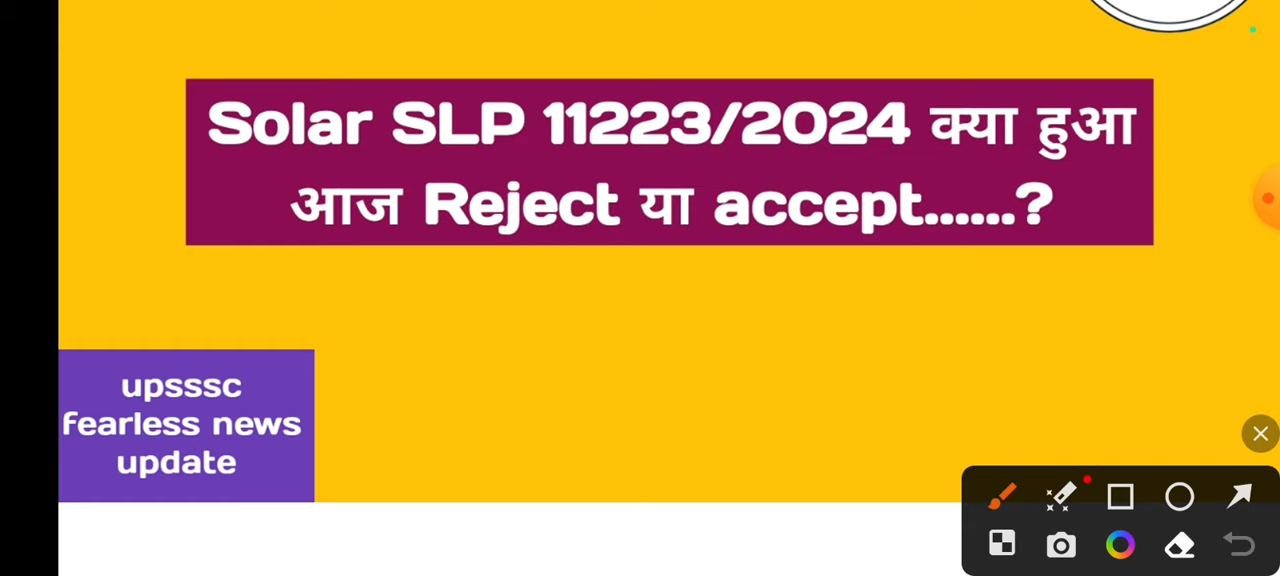 Solar SLP 11223/2024 क्या हुआ
आज Reject या accept......?
upsssc
fearless news
update